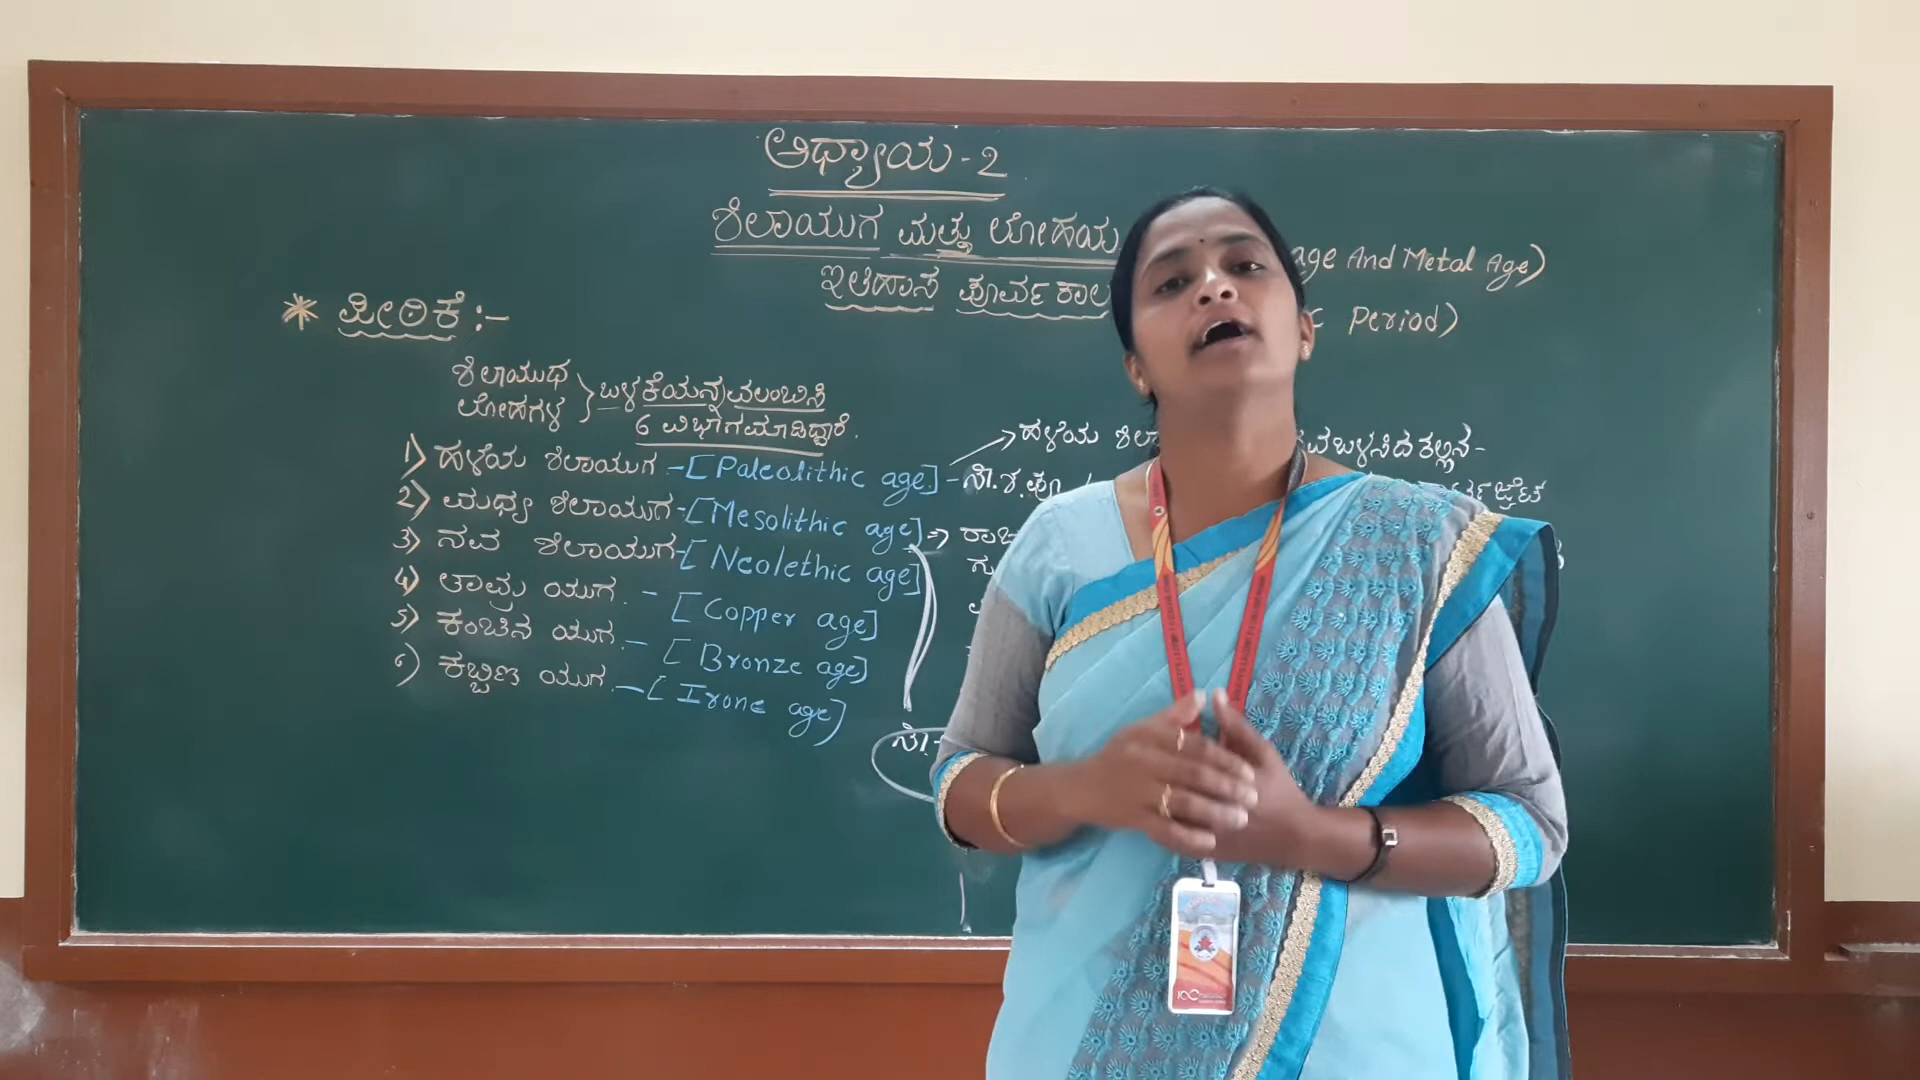 ಅಧ್ಯಾಯ - 2
ಶಿಲಾಯುಗ ಮತ್ತು ಲೋಹಯ age And Metal Age)
ಇತಿಹಾಸ ಪೂರ್ವ ಕಾಲ c Period)
* ಪೀಠಿಕೆ :-
ಶಿಲಾಯುಧ
ಲೋಹಗಳ } ಬಳಕೆಯನ್ನವಲಂಬಿಸಿ
6 ವಿಭಾಗಮಾಡಿದ್ದಾರೆ.
1) ಹಳೆಯ ಶಿಲಾಯುಗ - [Paleolithic age.]
2) ಮಧ್ಯ ಶಿಲಾಯುಗ - [Mesolithic age]
3) ನವ ಶಿಲಾಯುಗ - [Neolethic age]
4) ತಾಮ್ರ ಯುಗ. - [Copper age]
5) ಕಂಚಿನ ಯುಗ. - [Bronze age]
6) ಕಬ್ಬಿಣ ಯುಗ. - [Irone age)
→ ಹಳೆಯ ಶಿಲಾ ವ ಬಳಸಿದ ಕಲ್ಲಿನ -
- ಸಾ.ಶ.ಪೂ